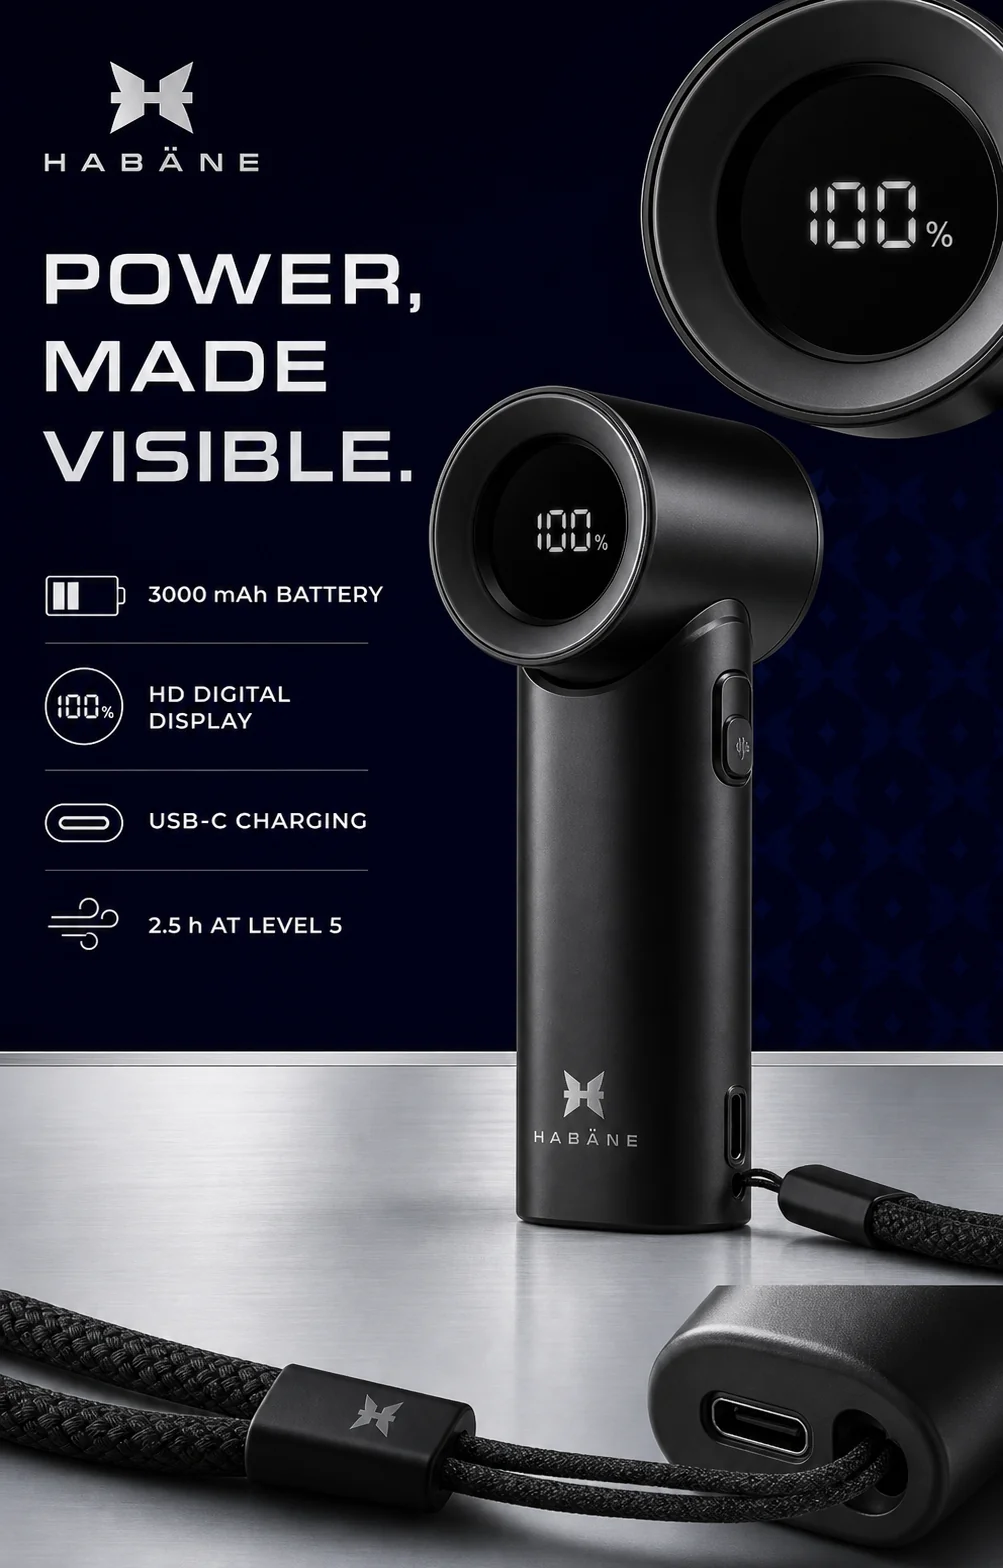 HABÄNE
POWER,
MADE
VISIBLE.
3000 mAh BATTERY
100%
HD DIGITAL
DISPLAY
USB-C CHARGING
2.5 h AT LEVEL 5
100%
100%
HABÄNE